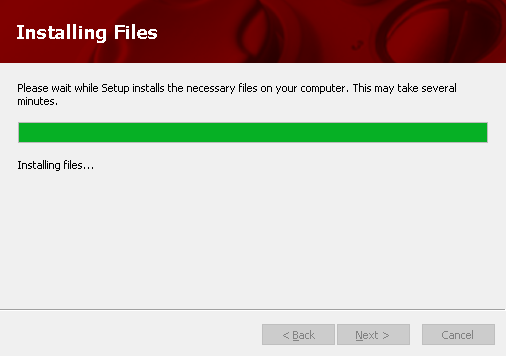 Installing Files
Please wait while Setup installs the necessary files on your computer. This may take several
minutes.
Installing files...
< Back
Next >
Cancel